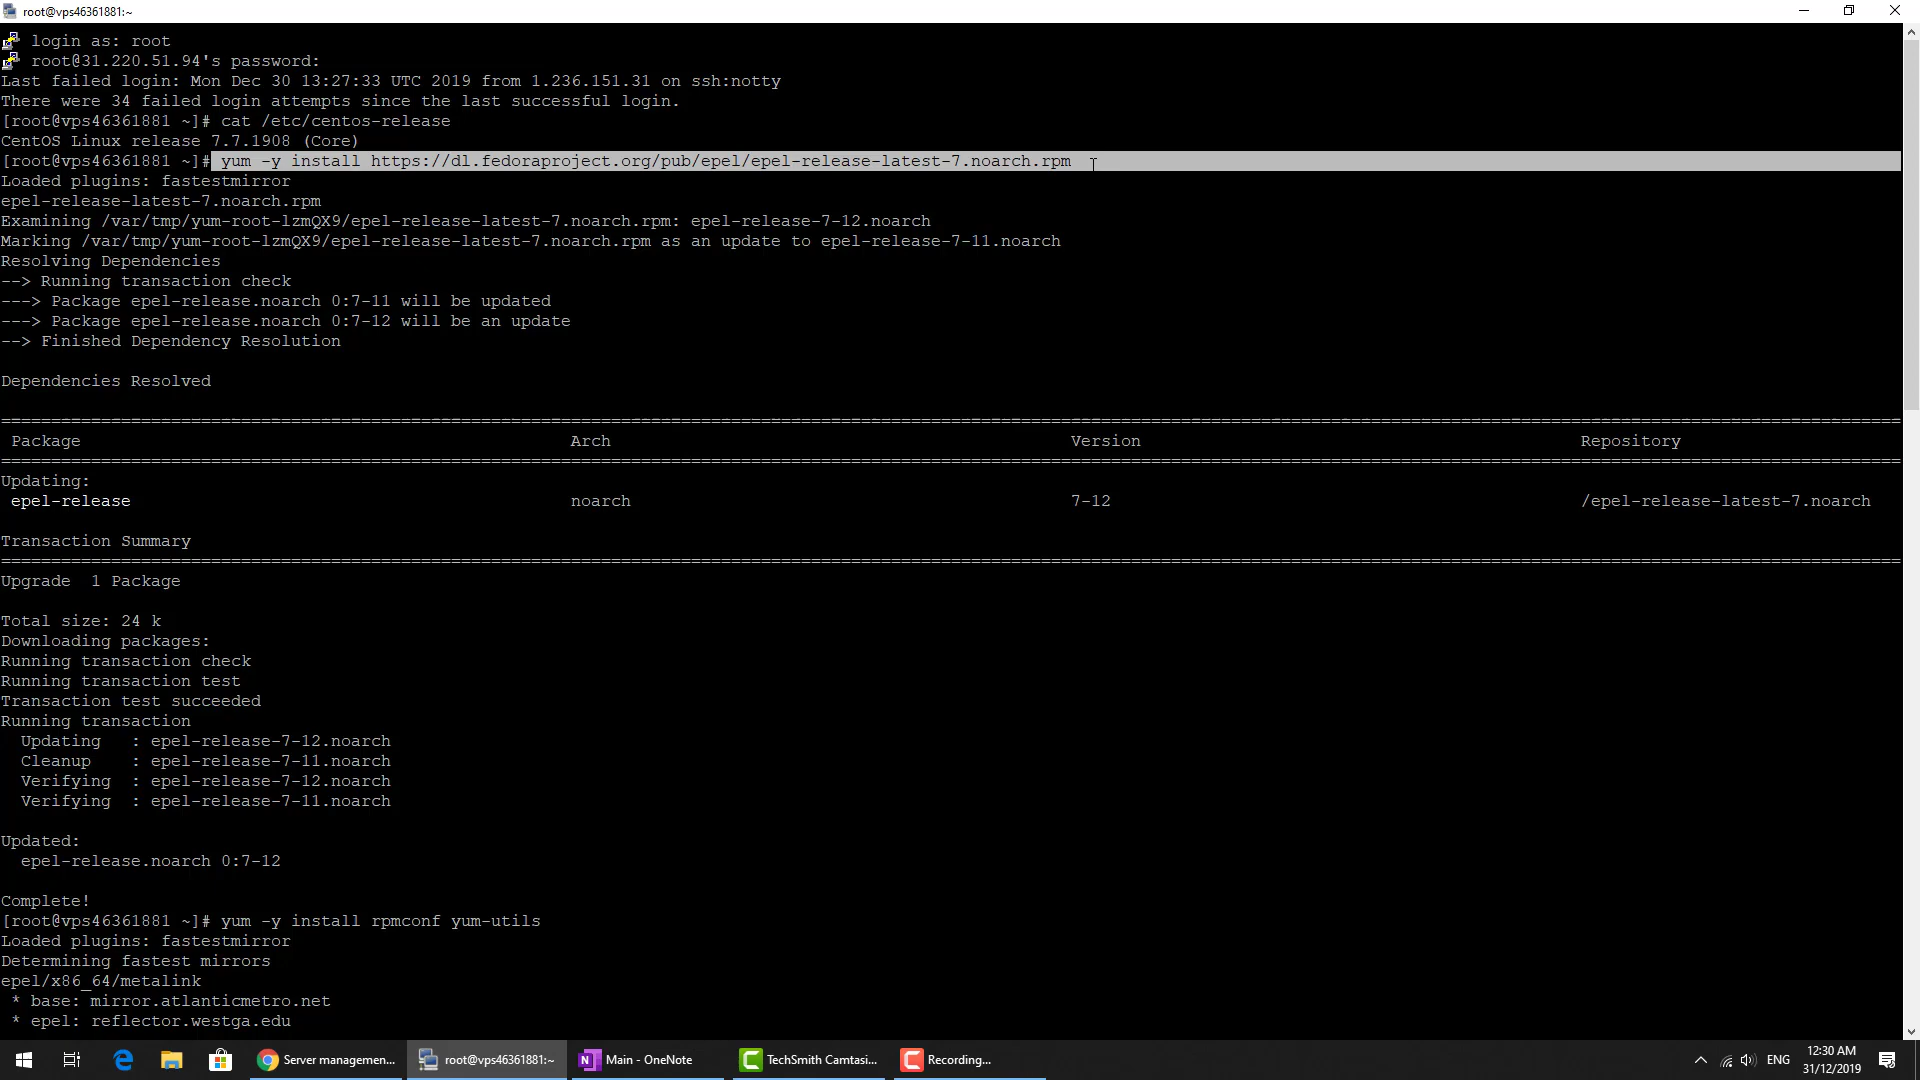 root@vps46361881:~
login as: root
root@31.220.51.94's password:
Last failed login: Mon Dec 30 13:27:33 UTC 2019 from 1.236.151.31 on ssh:notty
There were 34 failed login attempts since the last successful login.
[root@vps46361881 ~]# cat /etc/centos-release
CentOS Linux release 7.7.1908 (Core)
[root@vps46361881 ~]# yum -y install https://dl.fedoraproject.org/pub/epel/epel-release-latest-7.noarch.rpm
Loaded plugins: fastestmirror
epel-release-latest-7.noarch.rpm
Examining /var/tmp/yum-root-lzmQX9/epel-release-latest-7.noarch.rpm: epel-release-7-12.noarch
Marking /var/tmp/yum-root-lzmQX9/epel-release-latest-7.noarch.rpm as an update to epel-release-7-11.noarch
Resolving Dependencies
--> Running transaction check
---> Package epel-release.noarch 0:7-11 will be updated
---> Package epel-release.noarch 0:7-12 will be an update
--> Finished Dependency Resolution
Dependencies Resolved
Package Arch Version Repository
Updating:
epel-release noarch 7-12 /epel-release-latest-7.noarch
Transaction Summary
Upgrade 1 Package
Total size: 24 k
Downloading packages:
Running transaction check
Running transaction test
Transaction test succeeded
Running transaction
Updating : epel-release-7-12.noarch
Cleanup : epel-release-7-11.noarch
Verifying : epel-release-7-12.noarch
Verifying : epel-release-7-11.noarch
Updated:
epel-release.noarch 0:7-12
Complete!
[root@vps46361881 ~]# yum -y install rpmconf yum-utils
Loaded plugins: fastestmirror
Determining fastest mirrors
epel/x86_64/metalink
* base: mirror.atlanticmetro.net
* epel: reflector.westga.edu
Server managemen... root@vps46361881:~ Main - OneNote TechSmith Camtasi... Recording... ENG 12:30 AM
31/12/2019